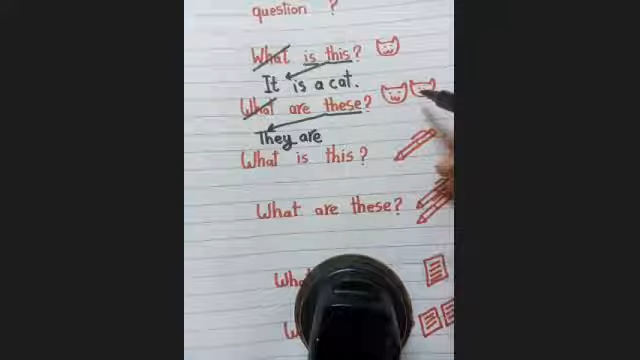 question ?
What is this?
It is a cat.
What are these?
They are
What is this?
What are these?